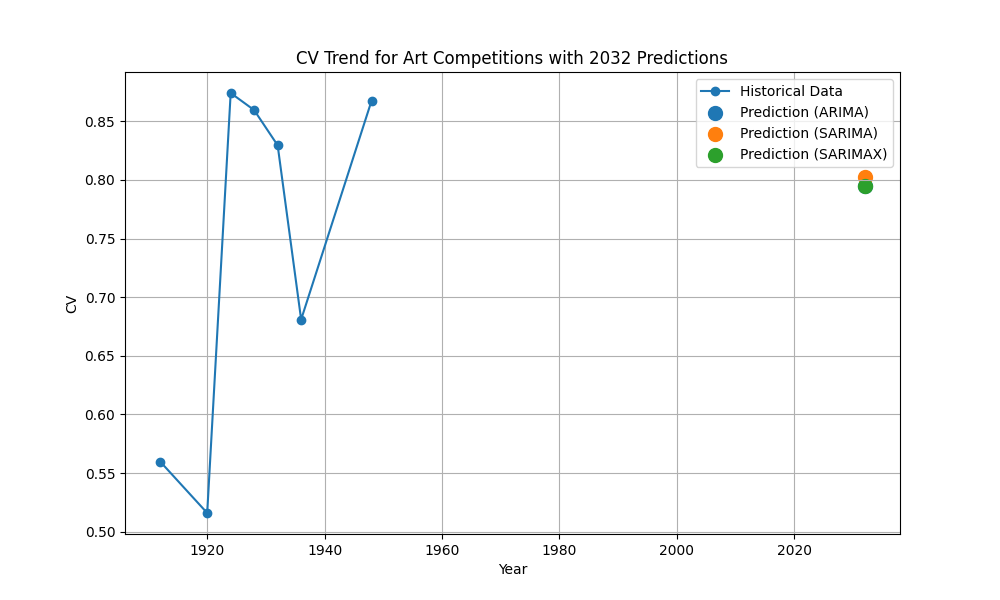 CV Trend for Art Competitions with 2032 Predictions
Historical Data
Prediction (ARIMA)
Prediction (SARIMA)
Prediction (SARIMAX)
0.85
0.80
0.75
0.70
0.65
0.60
0.55
0.50
CV
1920 1940 1960 1980 2000 2020
Year